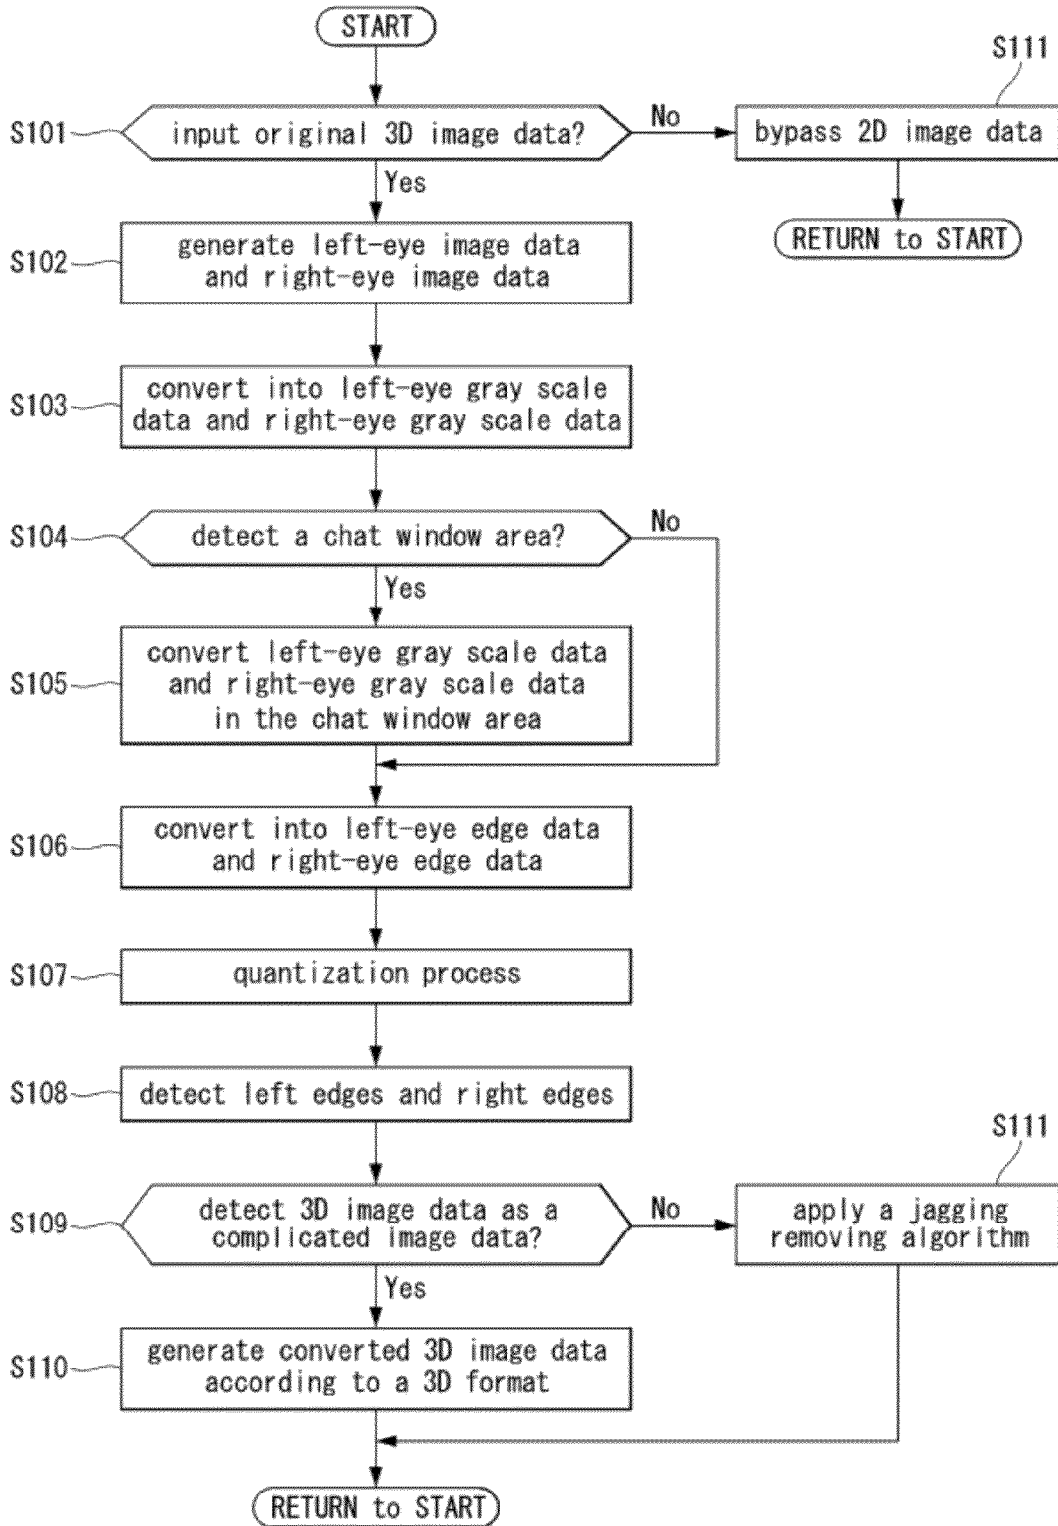 START
S111
S101
input original 3D image data?
No
bypass 2D image data
Yes
RETURN to START
S102
generate left-eye image data
and right-eye image data
S103
convert into left-eye gray scale
data and right-eye gray scale data
S104
detect a chat window area?
No
Yes
S105
convert left-eye gray scale data
and right-eye gray scale data
in the chat window area
S106
convert into left-eye edge data
and right-eye edge data
S107
quantization process
S108
detect left edges and right edges
S111
S109
detect 3D image data as a
complicated image data?
No
apply a jagging
removing algorithm
Yes
S110
generate converted 3D image data
according to a 3D format
RETURN to START